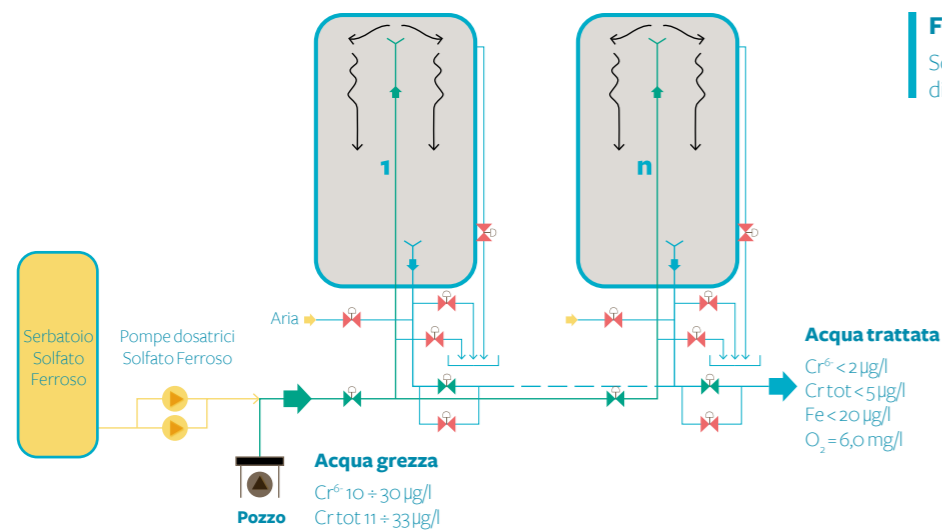 F
So
d
1
n
Serbatoio
Solfato
Ferroso
Pompe dosatrici
Solfato Ferroso
Aria
Acqua trattata
Cr⁶⁻ < 2 µg/l
Cr tot < 5 µg/l
Fe < 20 µg/l
O₂ = 6,0 mg/l
Acqua grezza
Cr⁶⁻ 10 ÷ 30 µg/l
Cr tot 11 ÷ 33 µg/l
Pozzo